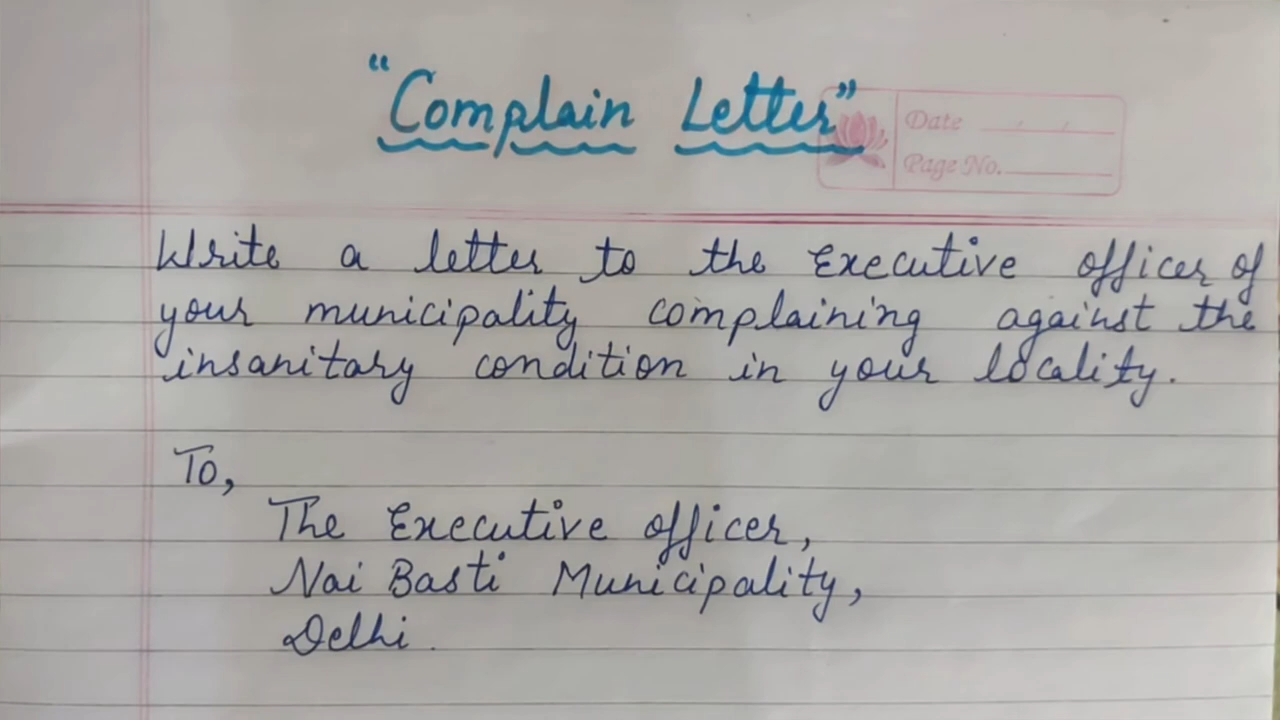 "Complain Letter"
Date
Page No.
Write a letter to the Executive officer of
your municipality complaining against the
insanitary condition in your locality.
To,
The Executive officer,
Nai Basti Municipality,
Delhi.